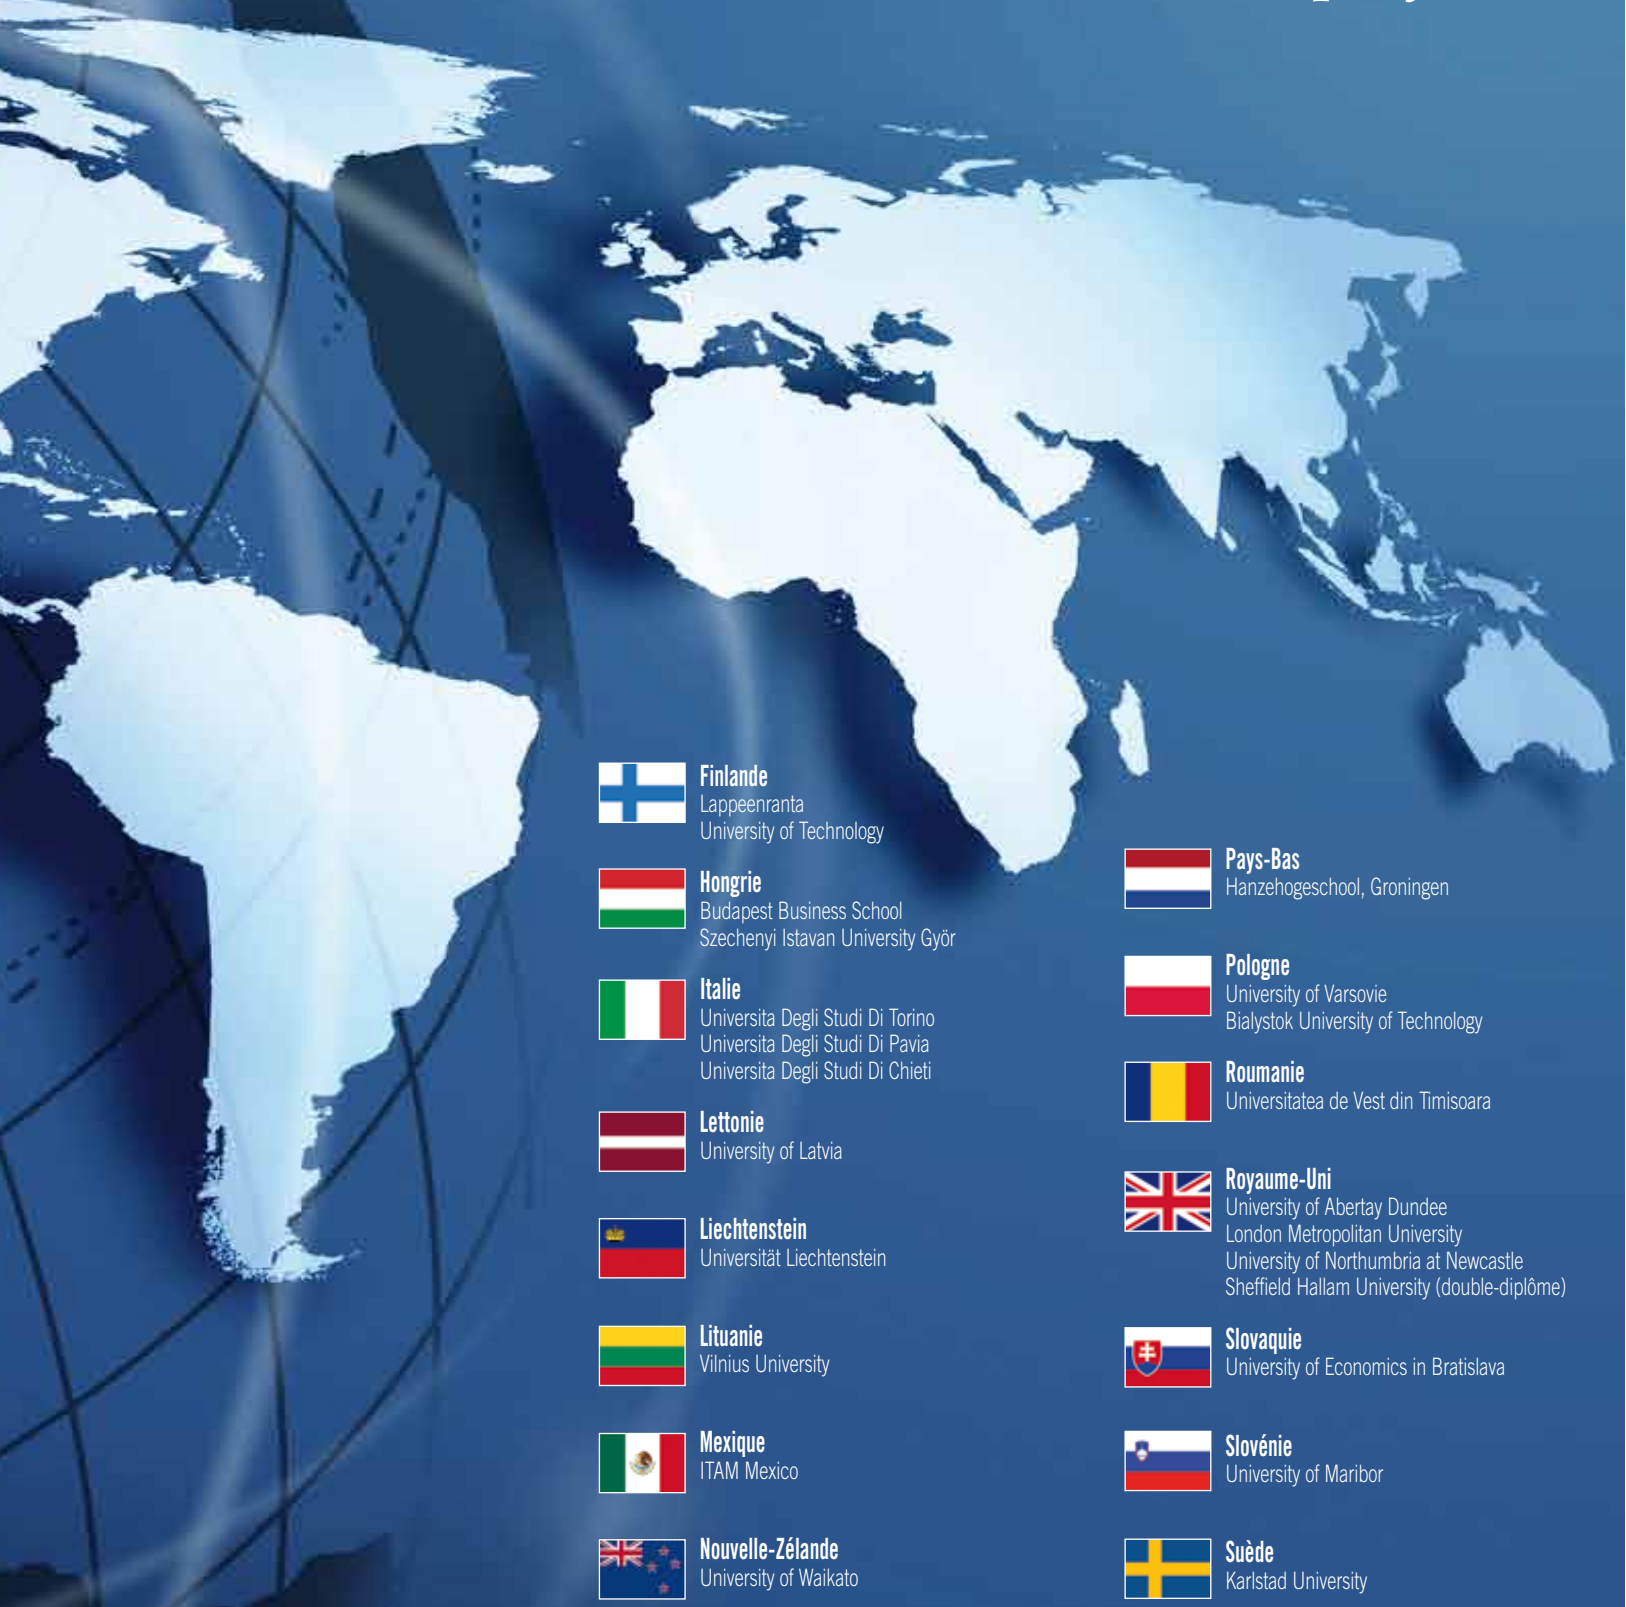 Finlande
Lappeenranta
University of Technology
Hongrie
Budapest Business School
Szechenyi Istavan University Györ
Italie
Universita Degli Studi Di Torino
Universita Degli Studi Di Pavia
Universita Degli Studi Di Chieti
Lettonie
University of Latvia
Liechtenstein
Universität Liechtenstein
Lituanie
Vilnius University
Mexique
ITAM Mexico
Nouvelle-Zélande
University of Waikato
Pays-Bas
Hanzehogeschool, Groningen
Pologne
University of Varsovie
Bialystok University of Technology
Roumanie
Universitatea de Vest din Timisoara
Royaume-Uni
University of Abertay Dundee
London Metropolitan University
University of Northumbria at Newcastle
Sheffield Hallam University (double-diplôme)
Slovaquie
University of Economics in Bratislava
Slovénie
University of Maribor
Suède
Karlstad University